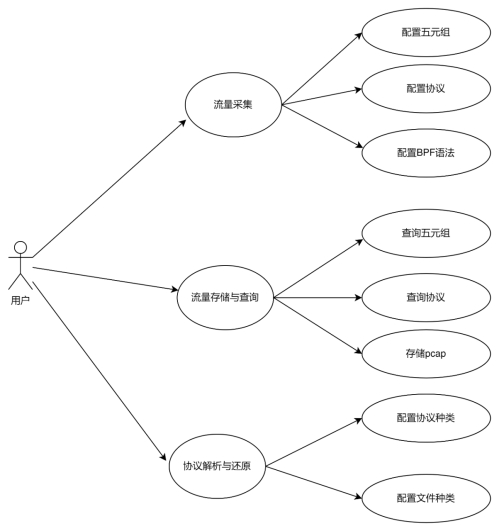 配置五元组
流量采集
配置协议
配置BPF语法
查询五元组
用户
流量存储与查询
查询协议
存储pcap
配置协议种类
协议解析与还原
配置文件种类